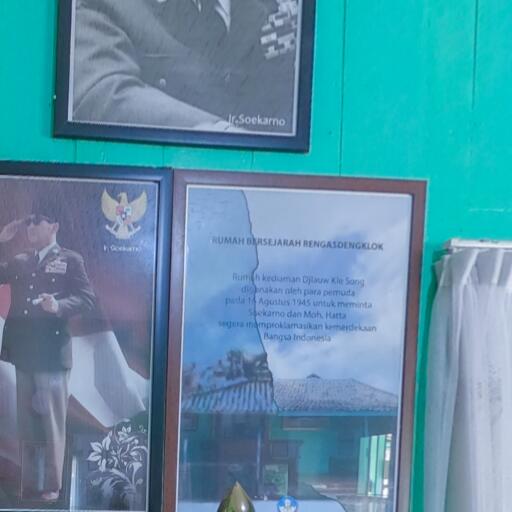 Ir. Soekarno
Ir. Soekarno
RUMAH BERSEJARAH RENGASDENGKLOK
Rumah kediaman Djiauw Kie Song
digunakan oleh para pemuda
pada 16 Agustus 1945 untuk meminta
Soekarno dan Moh. Hatta
segera memproklamasikan kemerdekaan
Bangsa Indonesia